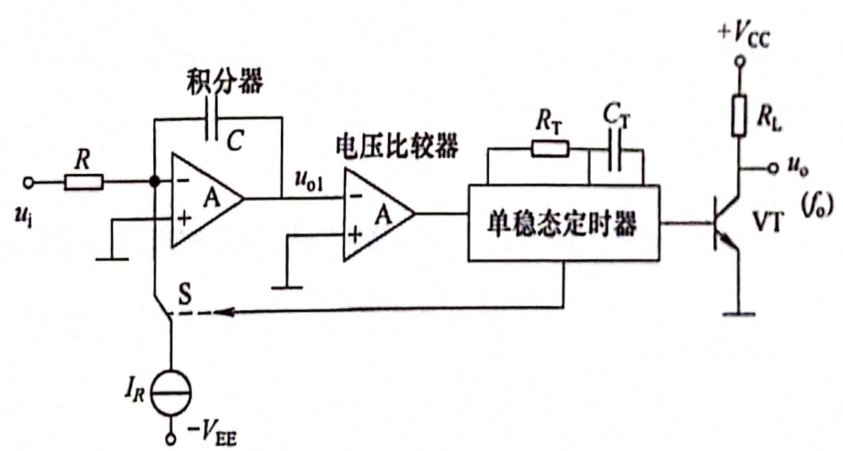 +V_CC
积分器
C
R_T
C_T
R_L
电压比较器
R
u_i
−
A
+
u_o1
−
A
+
单稳态定时器
VT
u_o
(f_o)
S
I_R
−V_EE